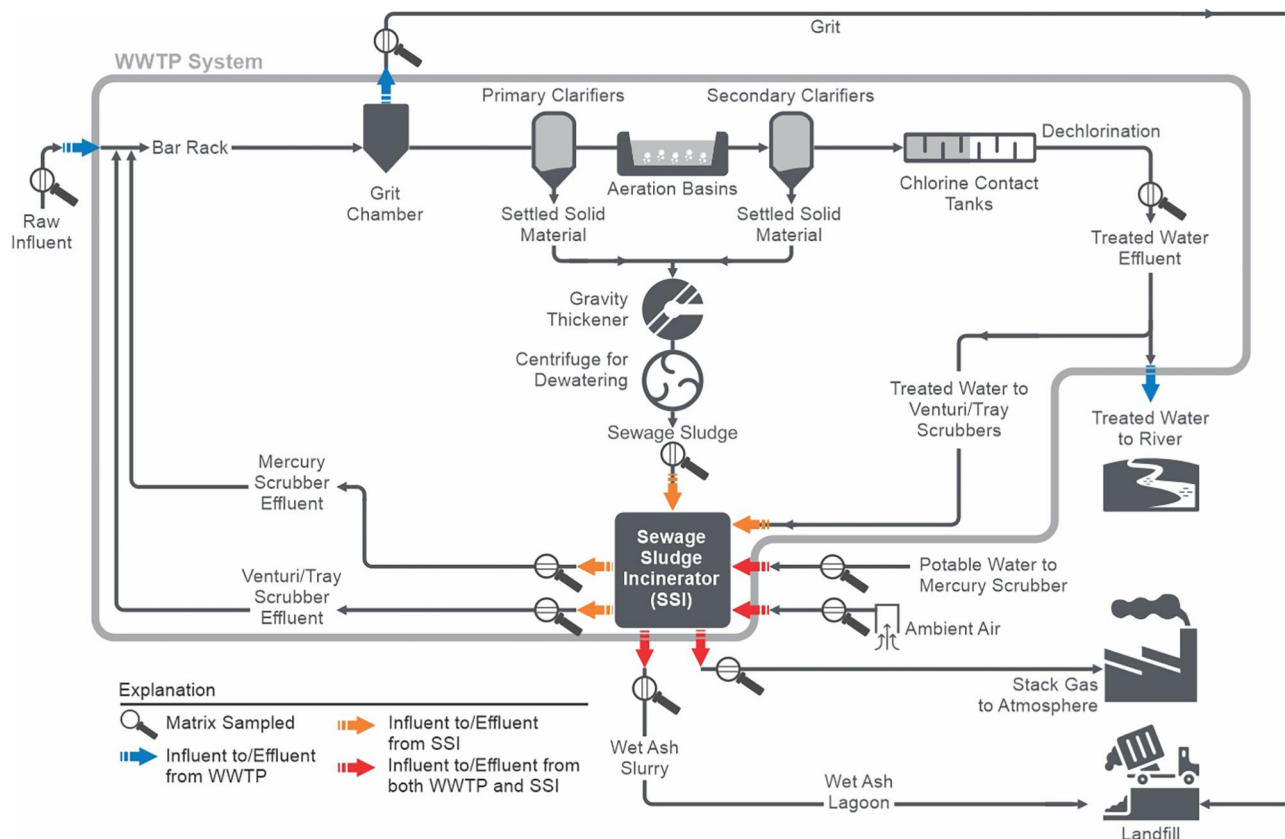 Grit
WWTP System
Primary Clarifiers
Secondary Clarifiers
Dechlorination
Bar Rack
Aeration Basins
Chlorine Contact
Tanks
Grit
Chamber
Raw
Influent
Settled Solid
Material
Settled Solid
Material
Treated Water
Effluent
Gravity
Thickener
Centrifuge for
Dewatering
Treated Water to
Venturi/Tray
Scrubbers
Treated Water
to River
Sewage Sludge
Mercury
Scrubber
Effluent
Sewage
Sludge
Incinerator
(SSI)
Potable Water to
Mercury Scrubber
Venturi/Tray
Scrubber
Effluent
Ambient Air
Stack Gas
to Atmosphere
Explanation
Matrix Sampled
Influent to/Effluent
from WWTP
Influent to/Effluent
from SSI
Influent to/Effluent from
both WWTP and SSI
Wet Ash
Slurry
Wet Ash
Lagoon
Landfill